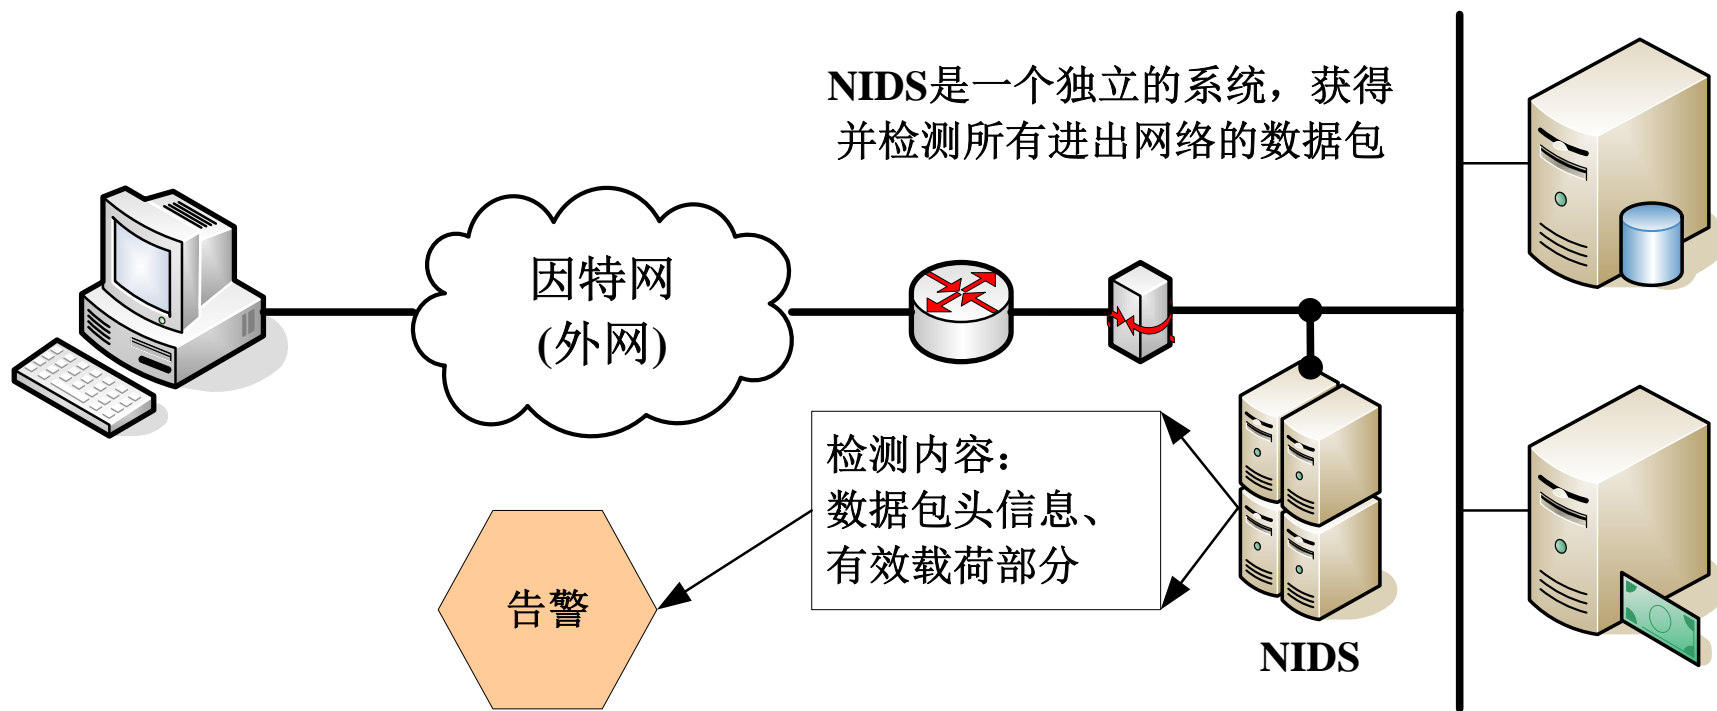 NIDS是一个独立的系统，获得
并检测所有进出网络的数据包
因特网
(外网)
检测内容：
数据包头信息、
有效载荷部分
告警
NIDS